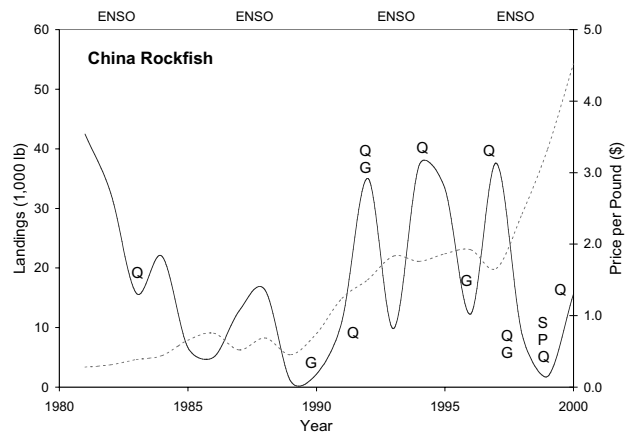 ENSO ENSO ENSO ENSO
60 5.0
China Rockfish
50
4.0
Q Q Q
40
G
3.0
30
Q
2.0
20
G
Q
1.0
10
Q Q S
G G P
Q
0 0.0
1980 1985 1990 1995 2000
Year
Landings (1,000 lb)
Price per Pound ($)